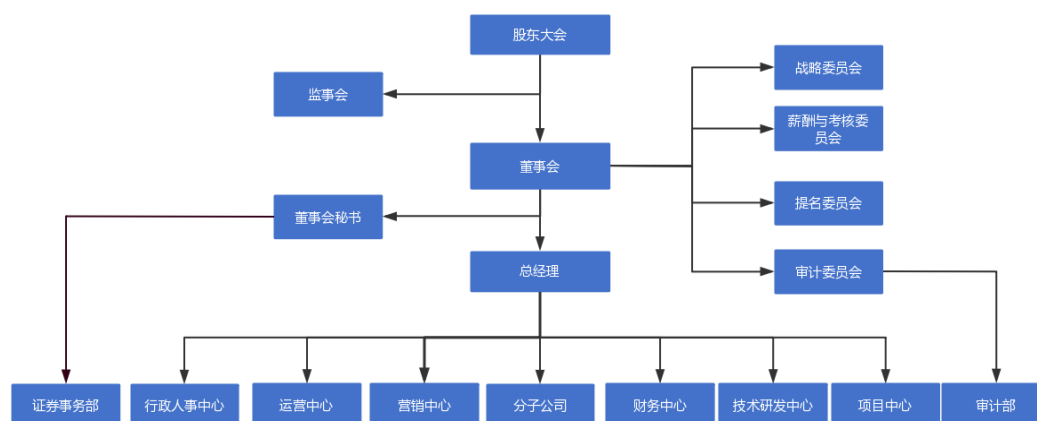 股东大会
战略委员会
监事会
薪酬与考核委
员会
董事会
提名委员会
董事会秘书
总经理
审计委员会
证券事务部
行政人事中心
运营中心
营销中心
分子公司
财务中心
技术研发中心
项目中心
审计部